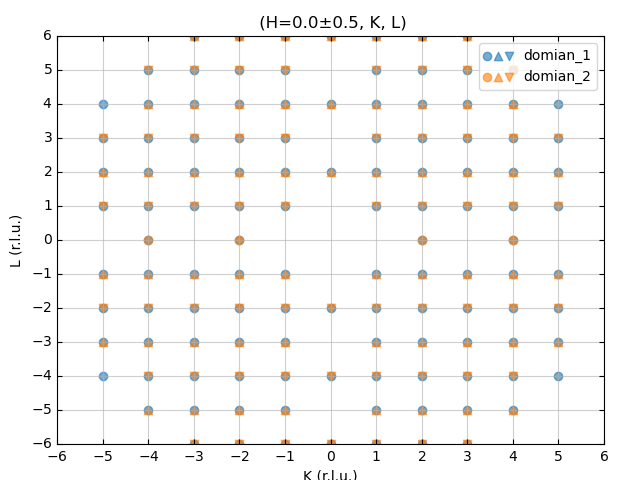 (H=0.0±0.5, K, L)
domian_1
domian_2
6
5
4
3
2
1
0
−1
−2
−3
−4
−5
−6
L (r.l.u.)
−6 −5 −4 −3 −2 −1 0 1 2 3 4 5 6
K (r.l.u.)